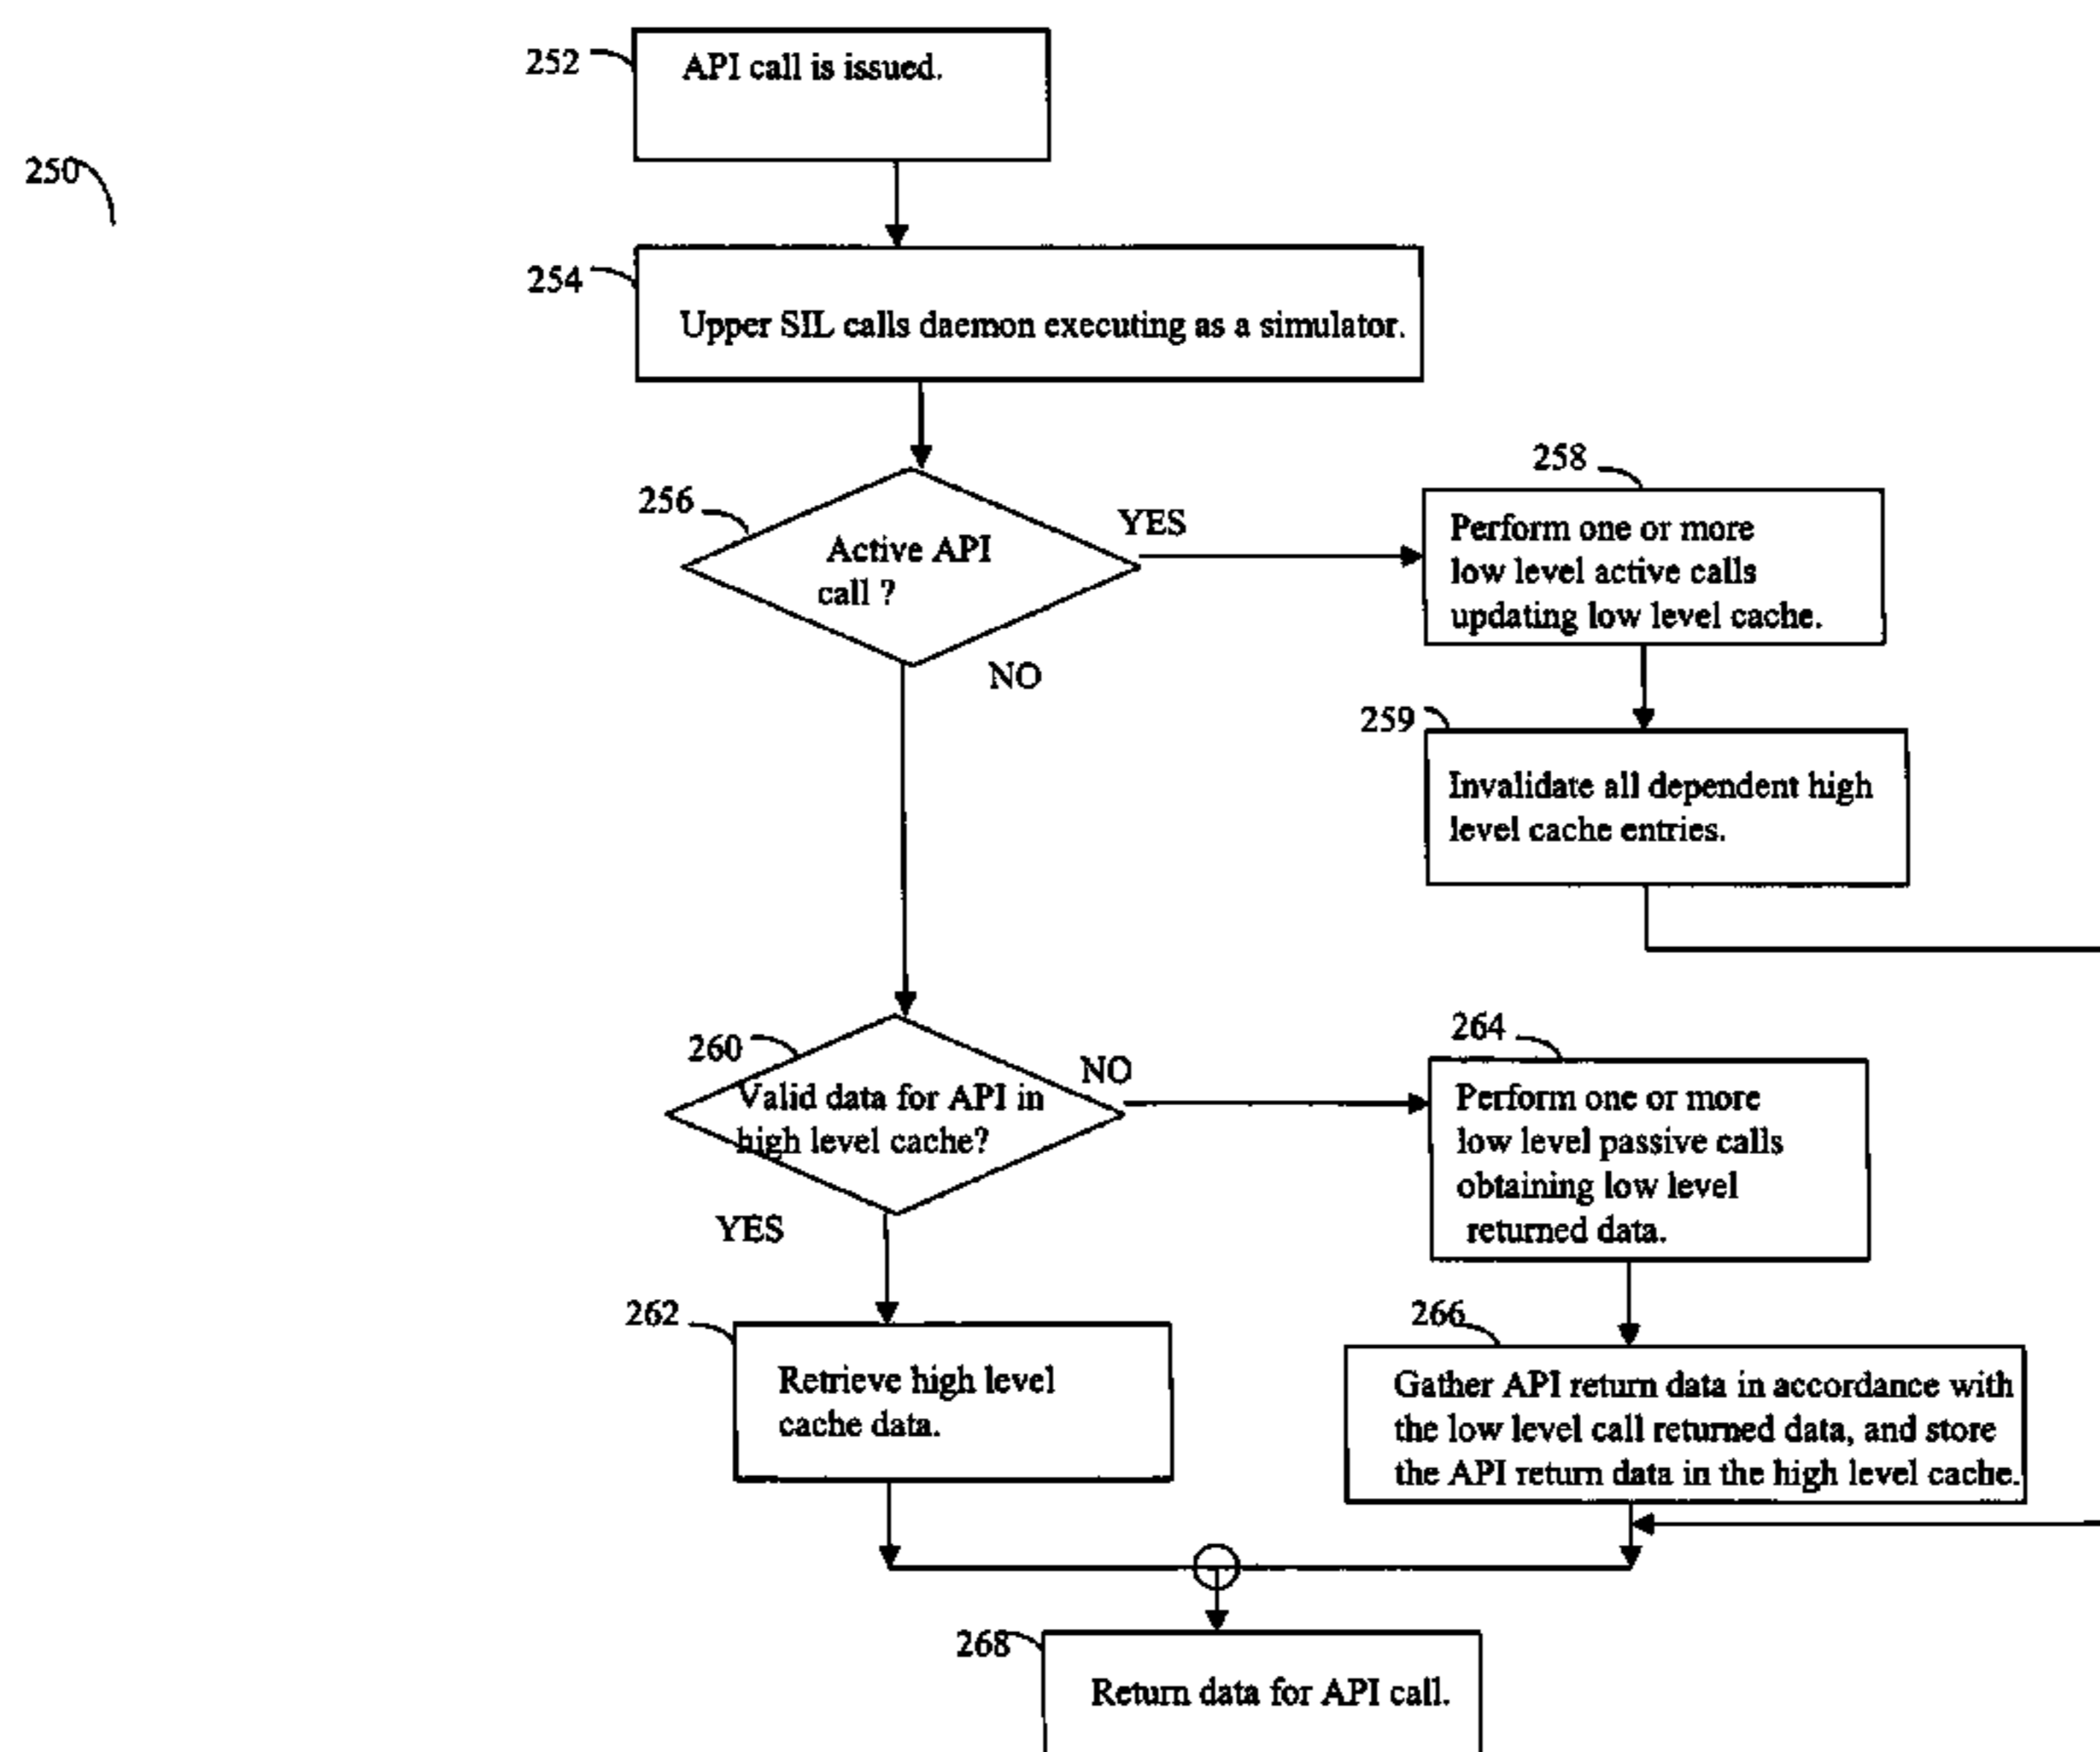 252
API call is issued.
250
254
Upper SIL calls daemon executing as a simulator.
256
Active API
call ?
YES
NO
258
Perform one or more
low level active calls
updating low level cache.
259
Invalidate all dependent high
level cache entries.
260
Valid data for API in
high level cache?
NO
YES
264
Perform one or more
low level passive calls
obtaining low level
returned data.
262
Retrieve high level
cache data.
266
Gather API return data in accordance with
the low level call returned data, and store
the API return data in the high level cache.
268
Return data for API call.